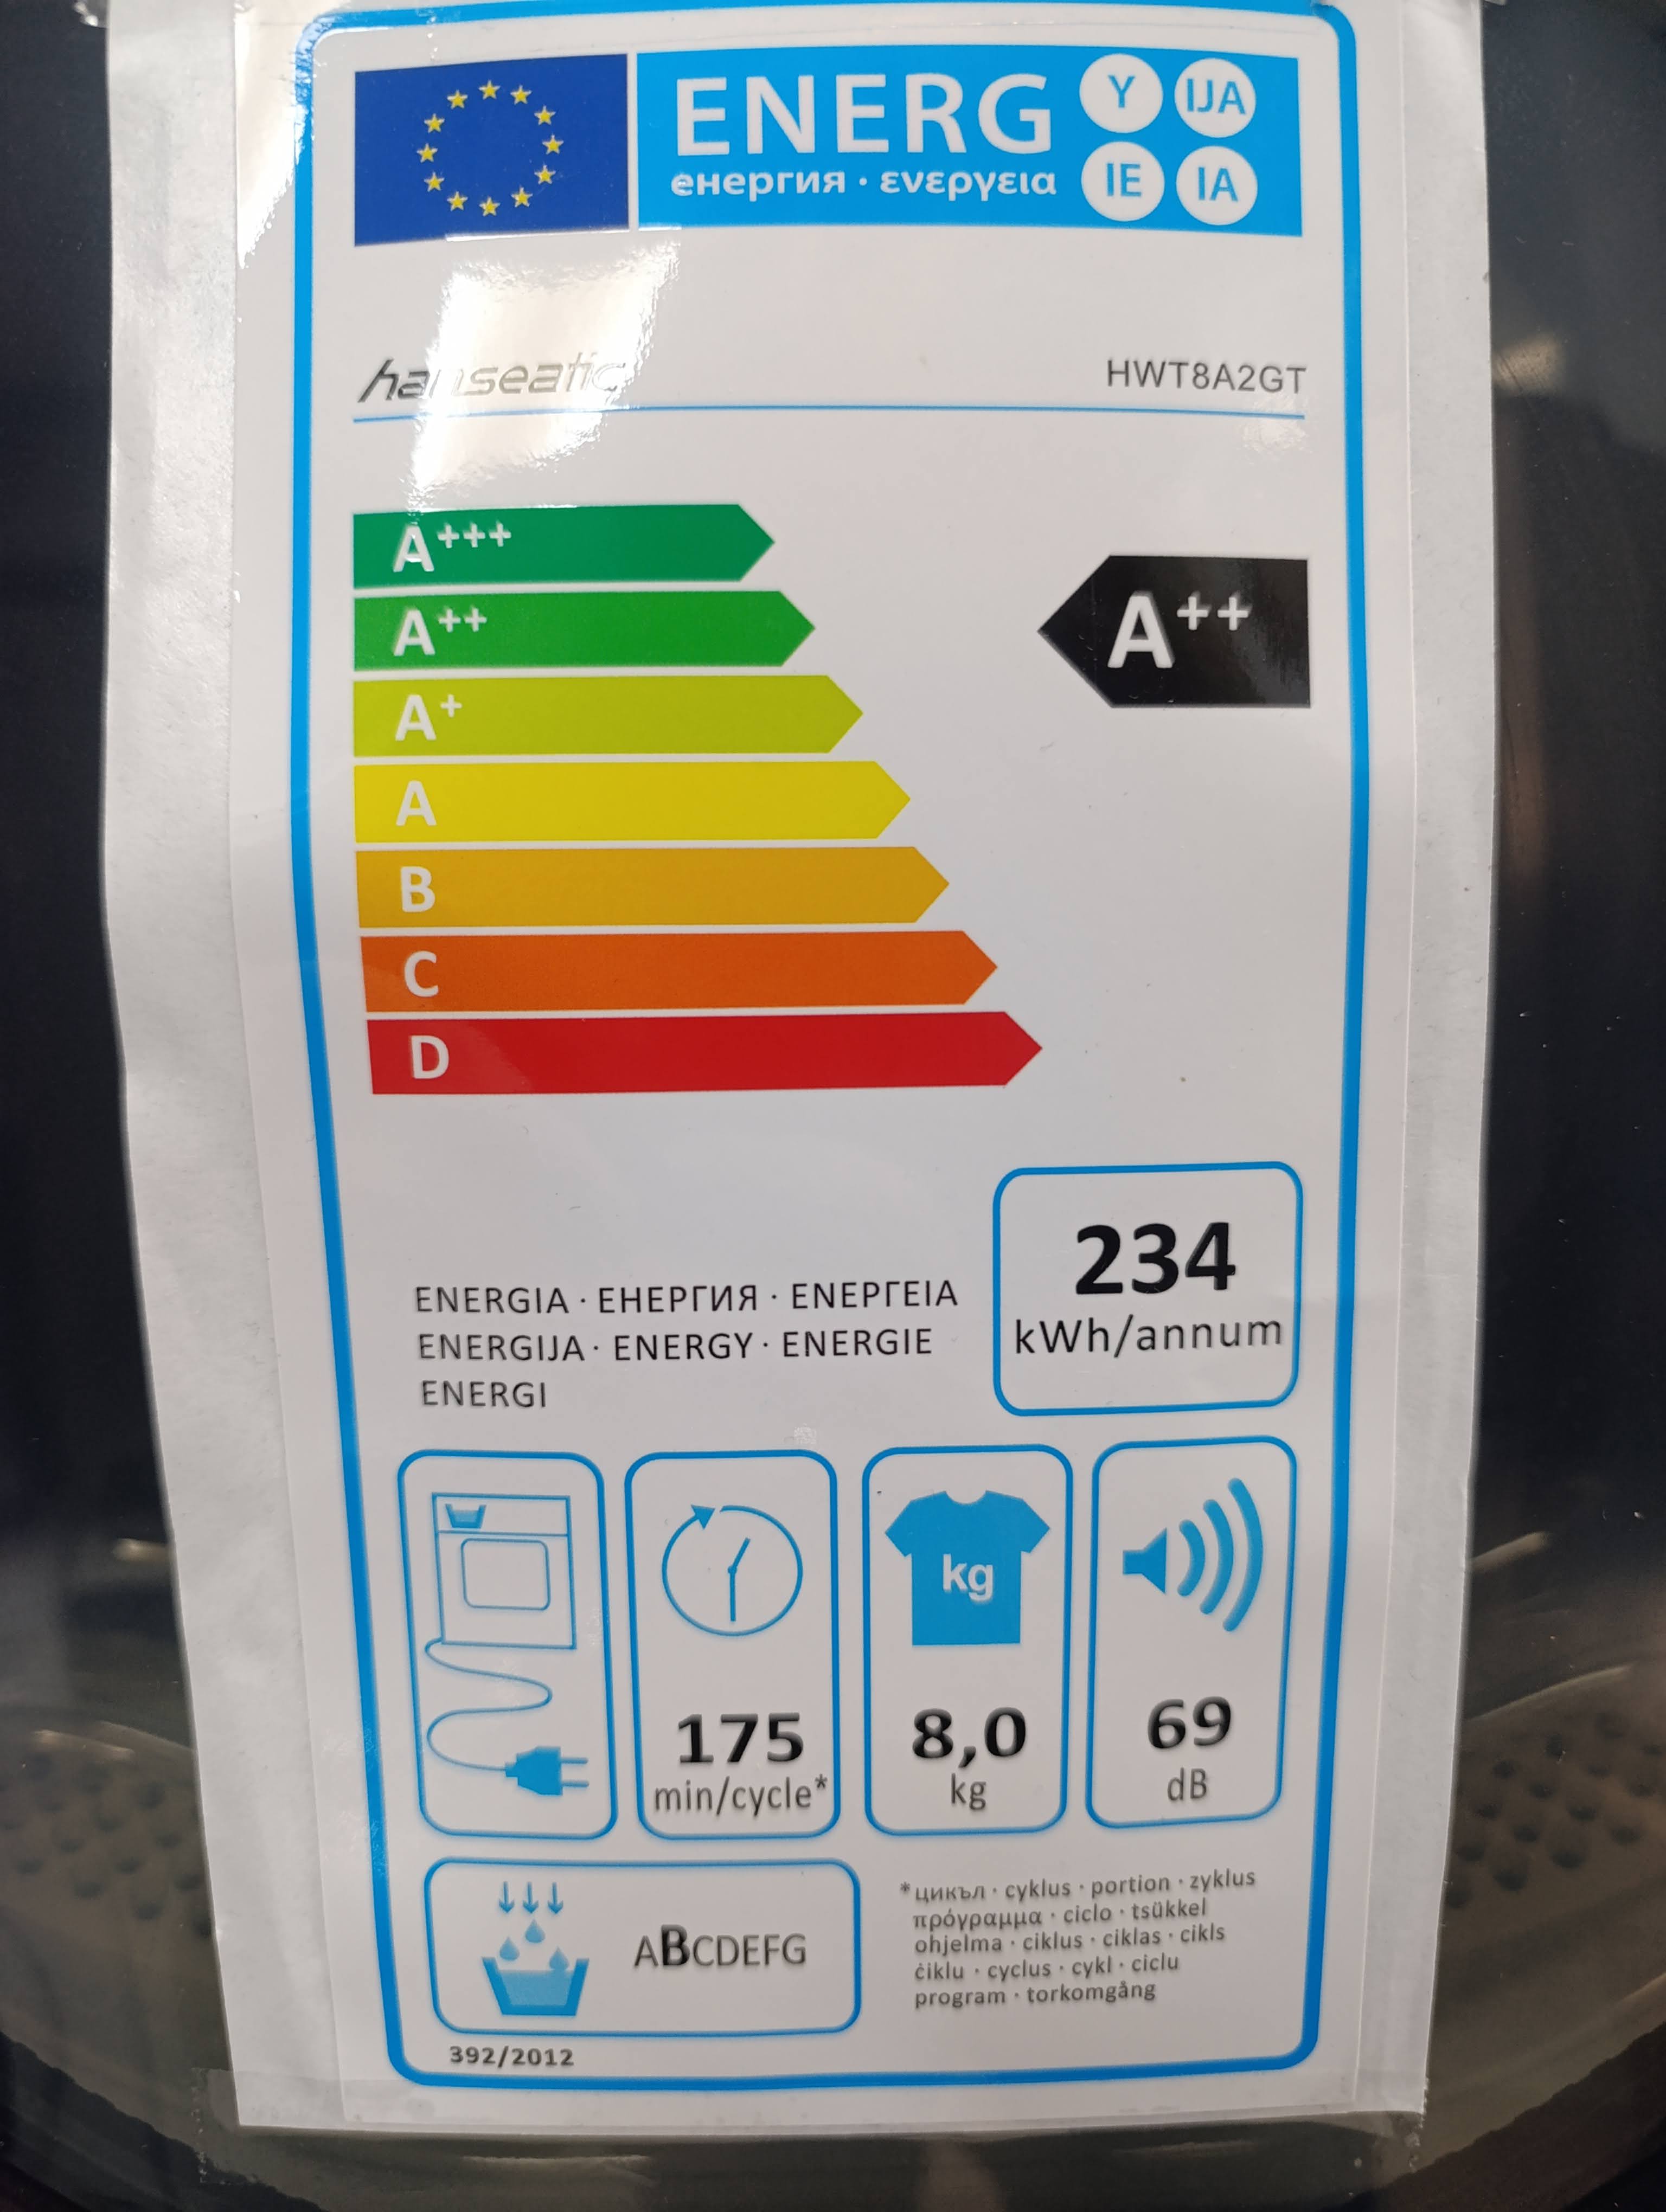 ENERG Y IJA
енергия · ενεργεια IE IA
hanseatic HWT8A2GT
A+++
A++ A++
A+
A
B
C
D
234
kWh/annum
ENERGIA · ЕНЕРГИЯ · ΕΝΕΡΓΕΙΑ
ENERGIJA · ENERGY · ENERGIE
ENERGI
kg
175 8,0 69
min/cycle* kg dB
ABCDEFG
*цикъл · cyklus · portion · zyklus
πρόγραμμα · ciclo · tsükkel
ohjelma · ciklus · ciklas · cikls
ċiklu · cyclus · cykl · ciclu
program · torkomgång
392/2012